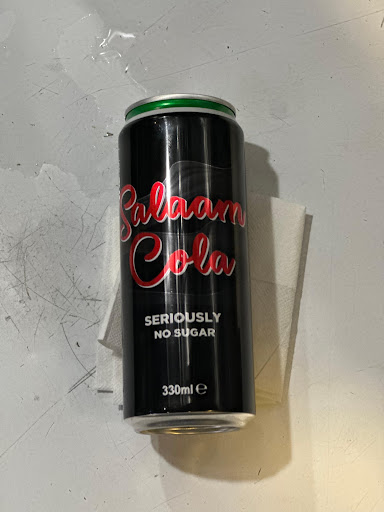 Salaam
Cola
SERIOUSLY
NO SUGAR
330ml ℮